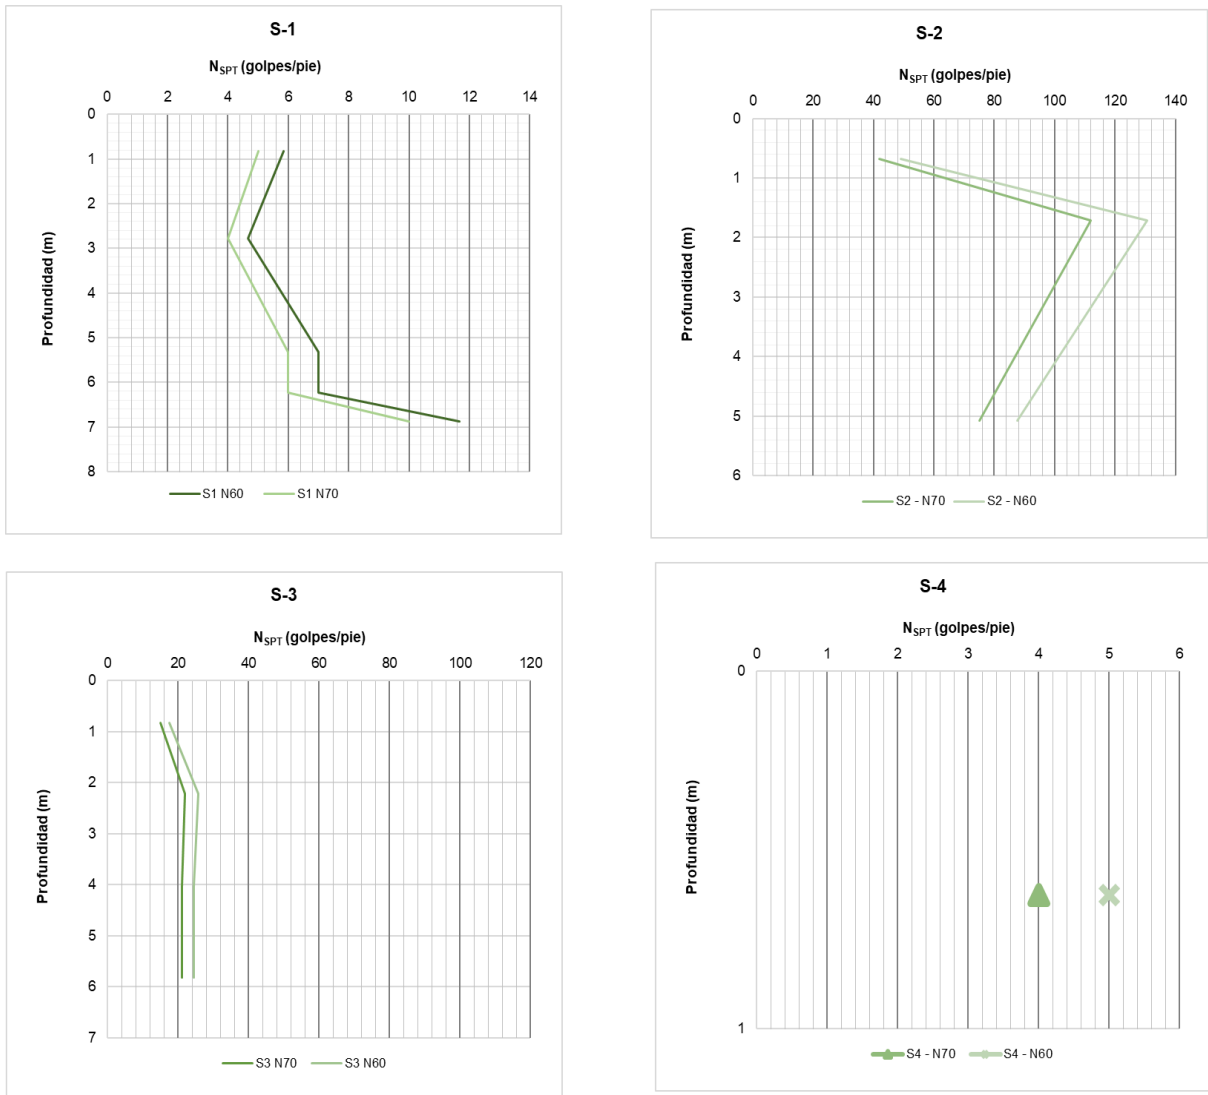 S-1
NSPT (golpes/pie)
0 2 4 6 8 10 12 14
0
1
2
3
4
5
6
7
8
Profundidad (m)
S1 N60 S1 N70
S-2
NSPT (golpes/pie)
0 20 40 60 80 100 120 140
0
1
2
3
4
5
6
Profundidad (m)
S2 - N70 S2 - N60
S-3
NSPT (golpes/pie)
0 20 40 60 80 100 120
0
1
2
3
4
5
6
7
Profundidad (m)
S3 N70 S3 N60
S-4
NSPT (golpes/pie)
0 1 2 3 4 5 6
0
1
Profundidad (m)
S4 - N70 S4 - N60